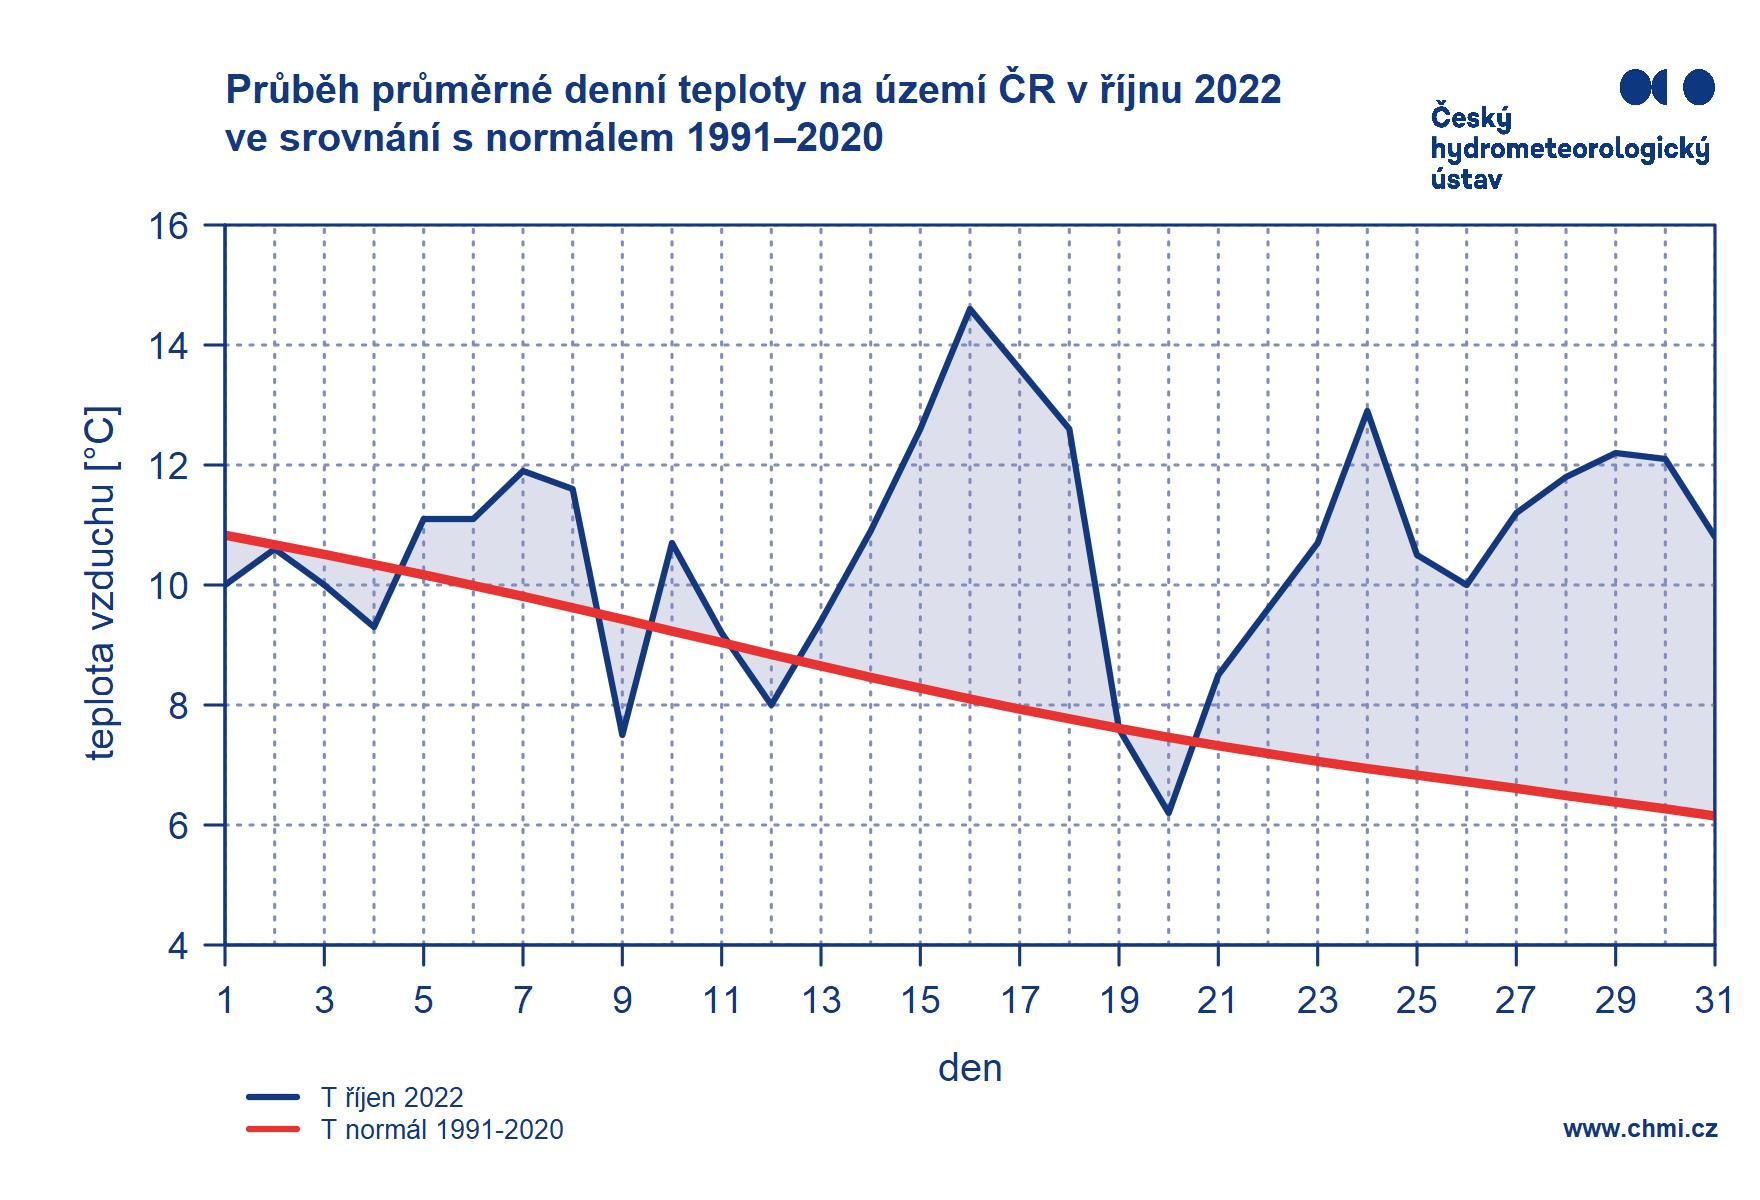 Průběh průměrné denní teploty na území ČR v říjnu 2022
ve srovnání s normálem 1991–2020
Český
hydrometeorologický
ústav
teplota vzduchu [°C]
16
14
12
10
8
6
4
1 3 5 7 9 11 13 15 17 19 21 23 25 27 29 31
den
T říjen 2022
T normál 1991-2020
www.chmi.cz